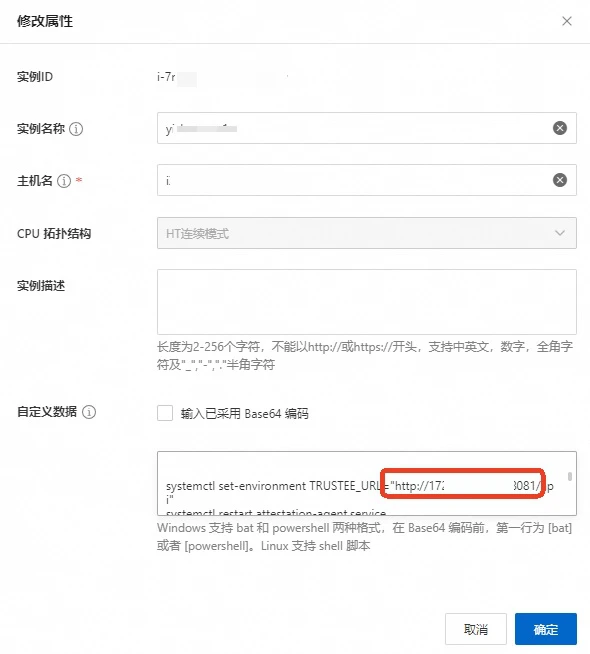 修改属性
实例ID
i-7r
实例名称
主机名 *
i.
CPU 拓扑结构
HT连续模式
实例描述
长度为2-256个字符，不能以http://或https://开头，支持中英文，数字，全角字
符及"_","-","."半角字符
自定义数据
输入已采用 Base64 编码
systemctl set-environment TRUSTEE_URL="http://172 8081/ap
i"
systemctl restart attestation-agent.service
Windows 支持 bat 和 powershell 两种格式，在 Base64 编码前，第一行为 [bat]
或者 [powershell]。Linux 支持 shell 脚本
取消
确定